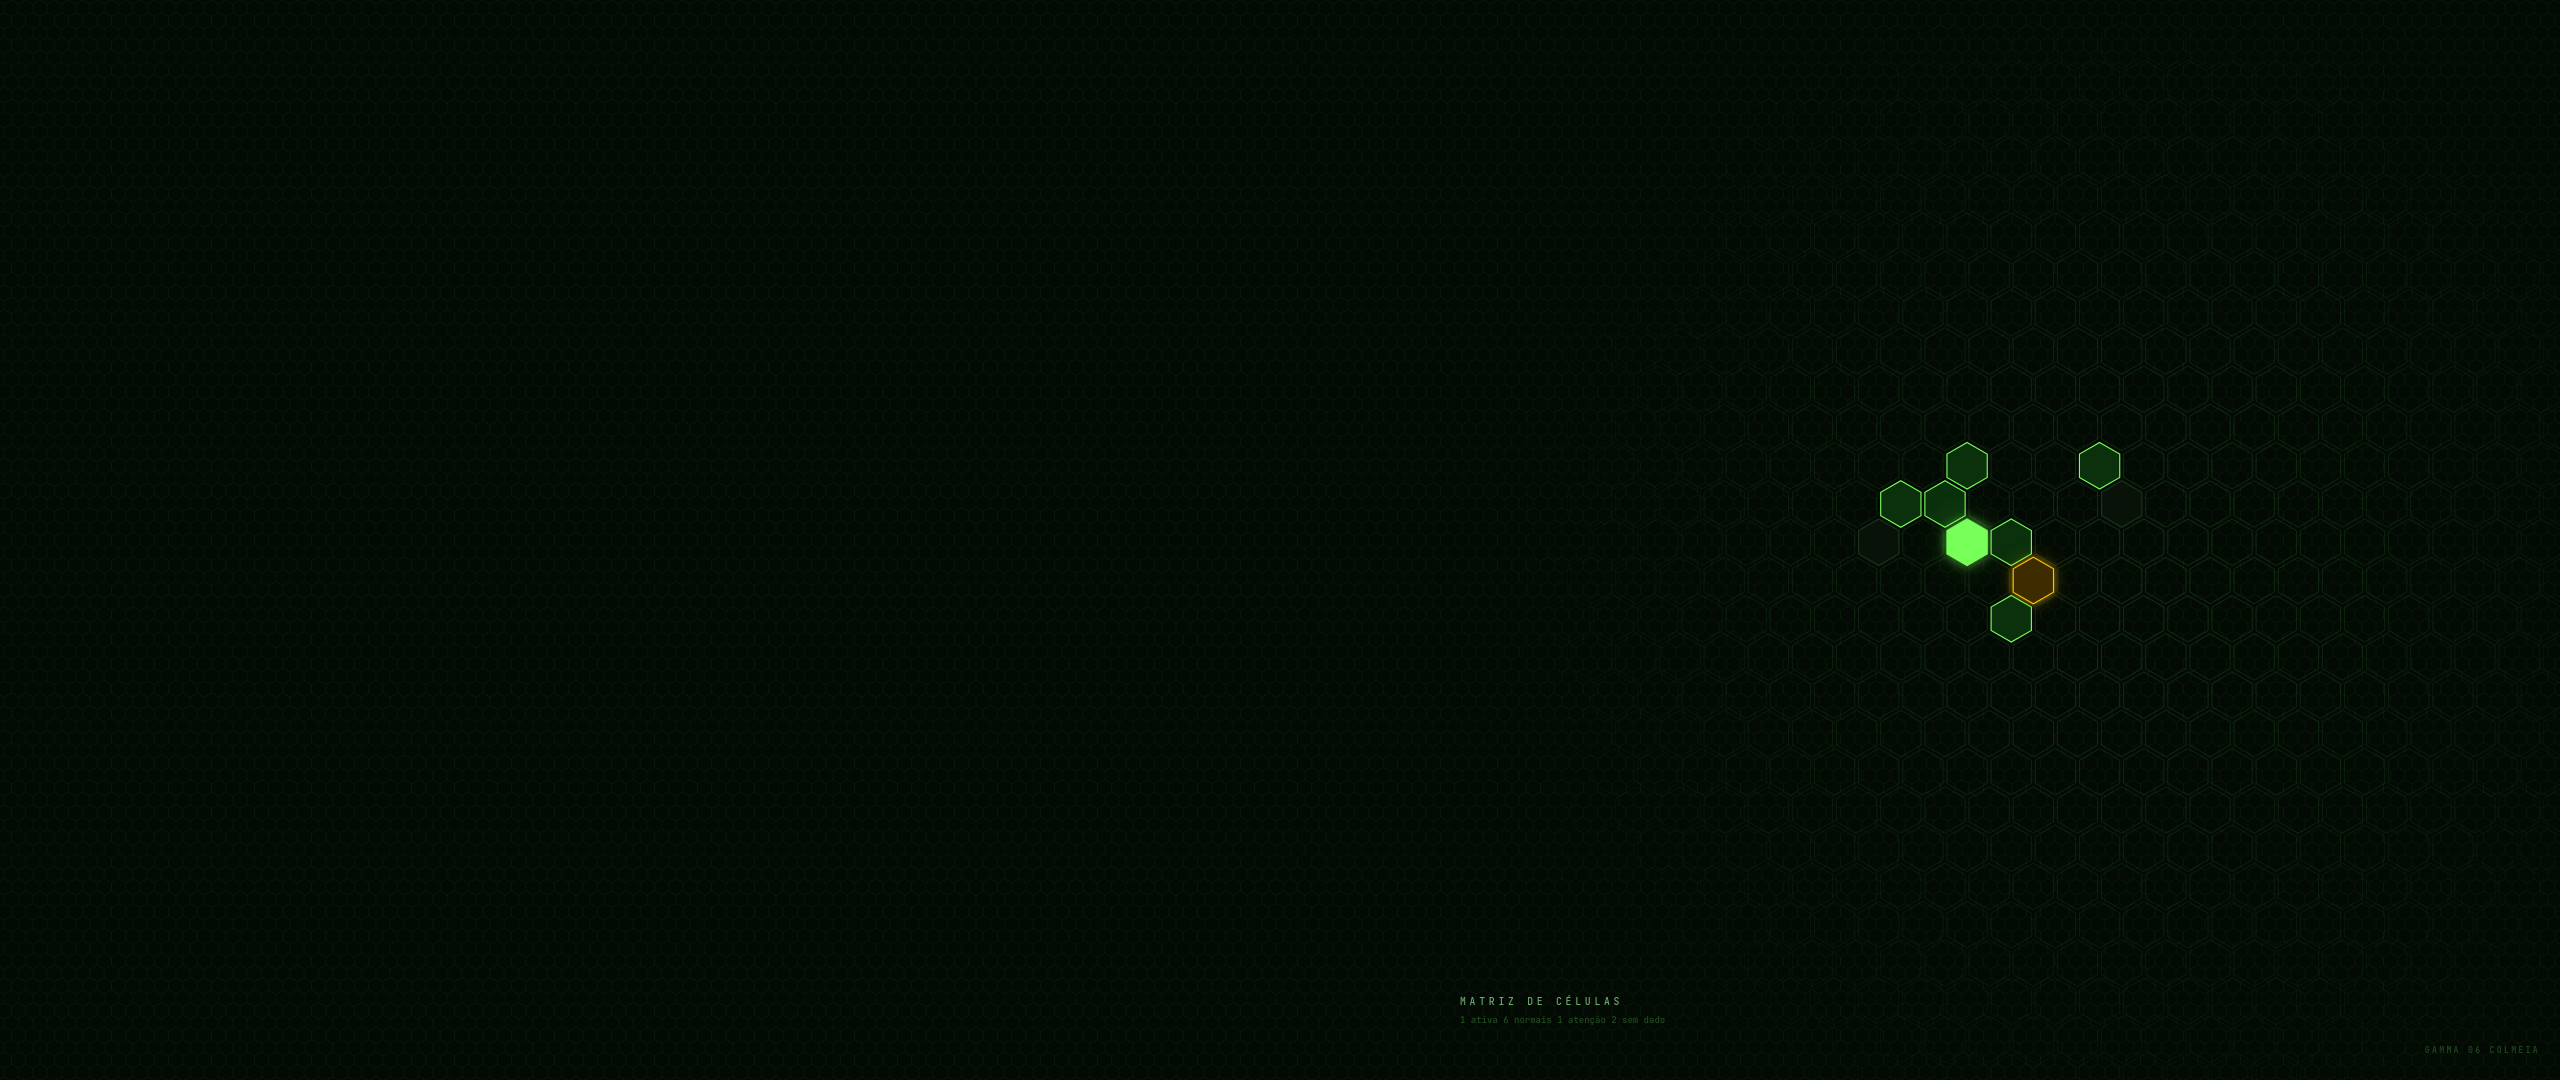 MATRIZ DE CÉLULAS
1 ativa 6 normais 1 atenção 2 sem dado
GAMMA 06 COLMEIA